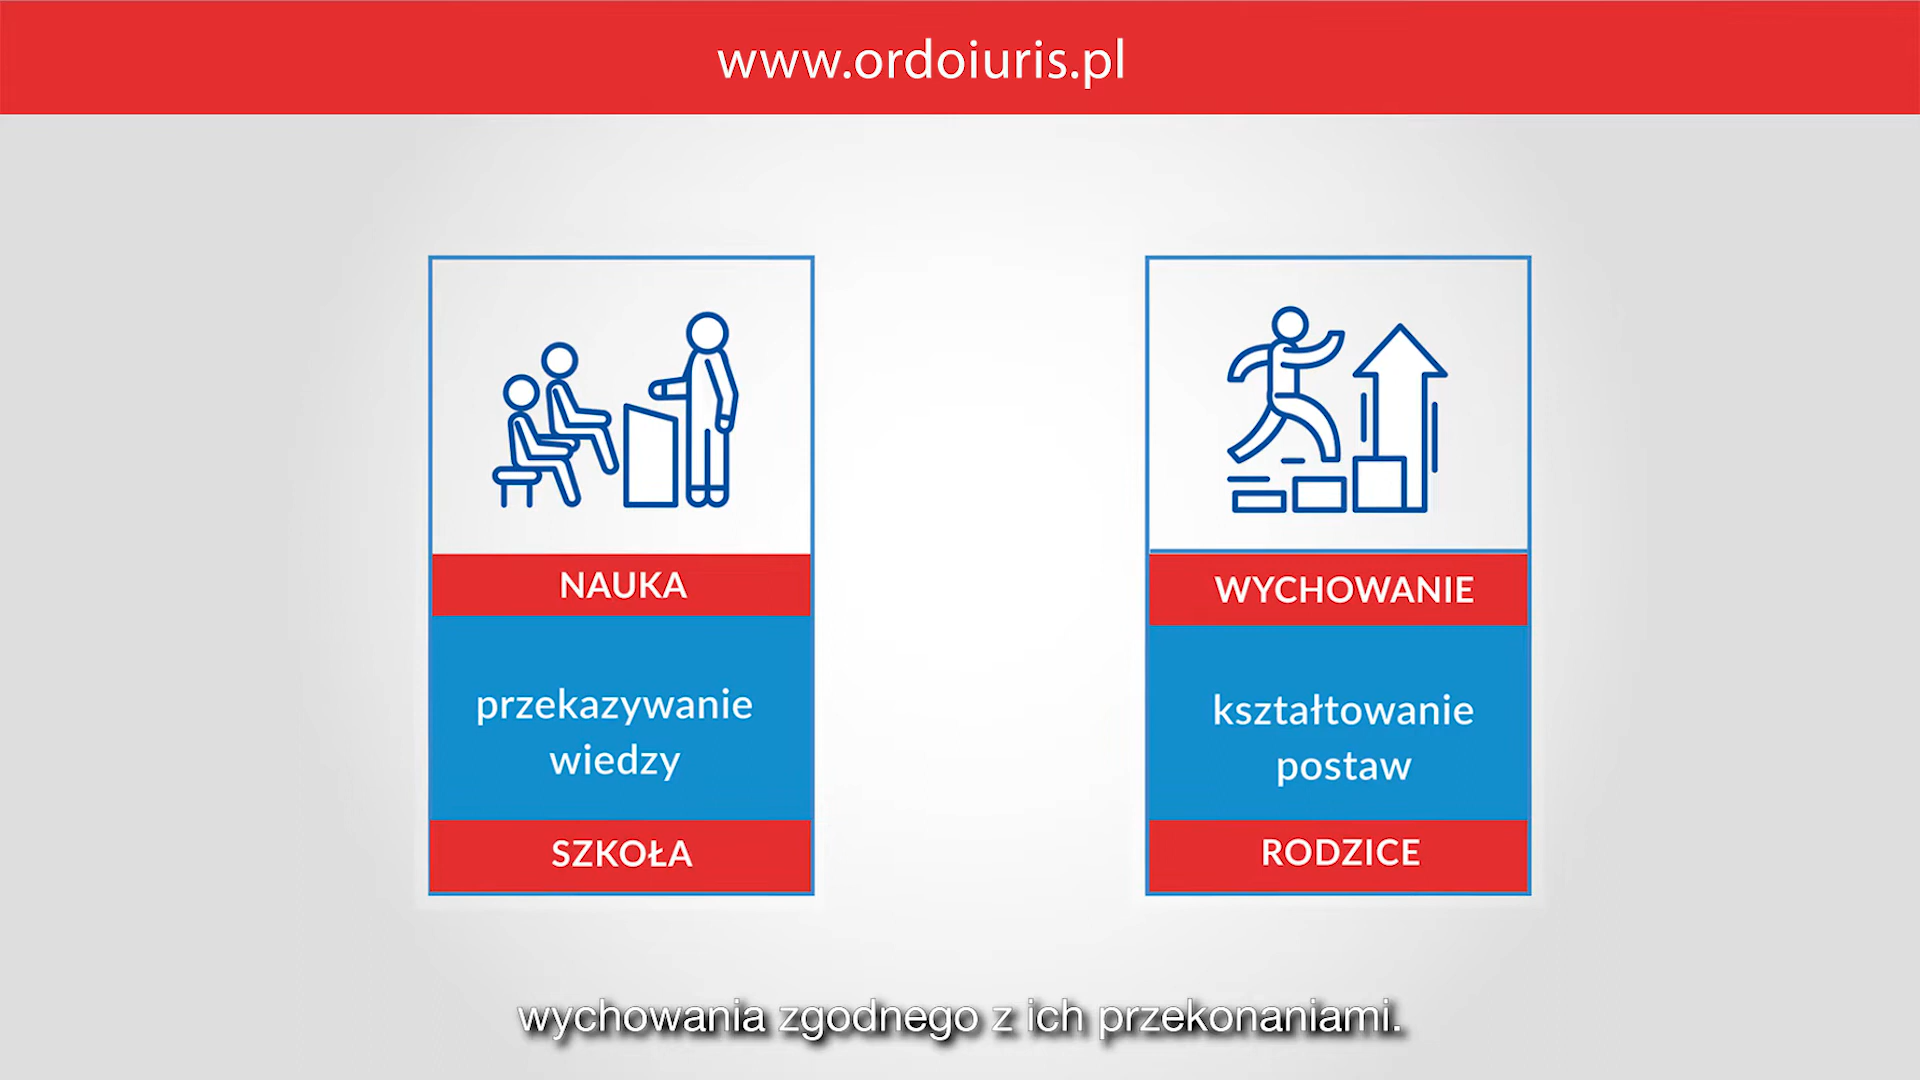 www.ordoiuris.pl
NAUKA
przekazywanie
wiedzy
SZKOŁA
WYCHOWANIE
kształtowanie
postaw
RODZICE
wychowania zgodnego z ich przekonaniami.